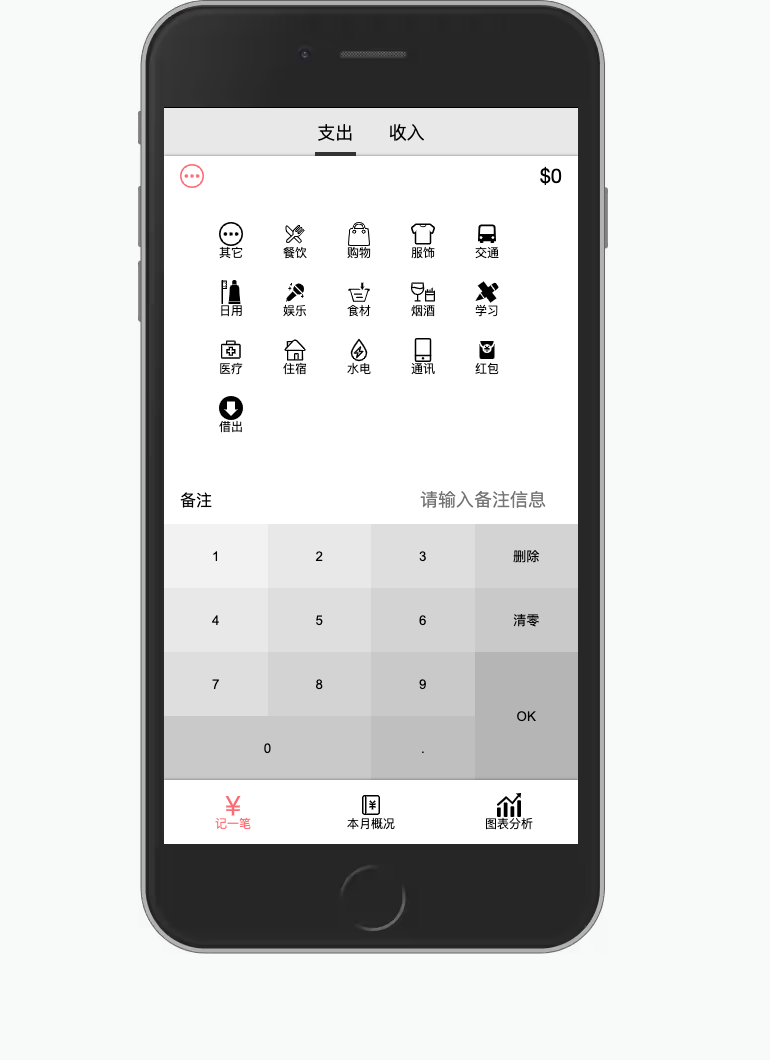 支出 收入
$0
其它 餐饮 购物 服饰 交通
日用 娱乐 食材 烟酒 学习
医疗 住宿 水电 通讯 红包
借出
备注 请输入备注信息
1 2 3 删除
4 5 6 清零
7 8 9
OK
0 .
记一笔 本月概况 图表分析